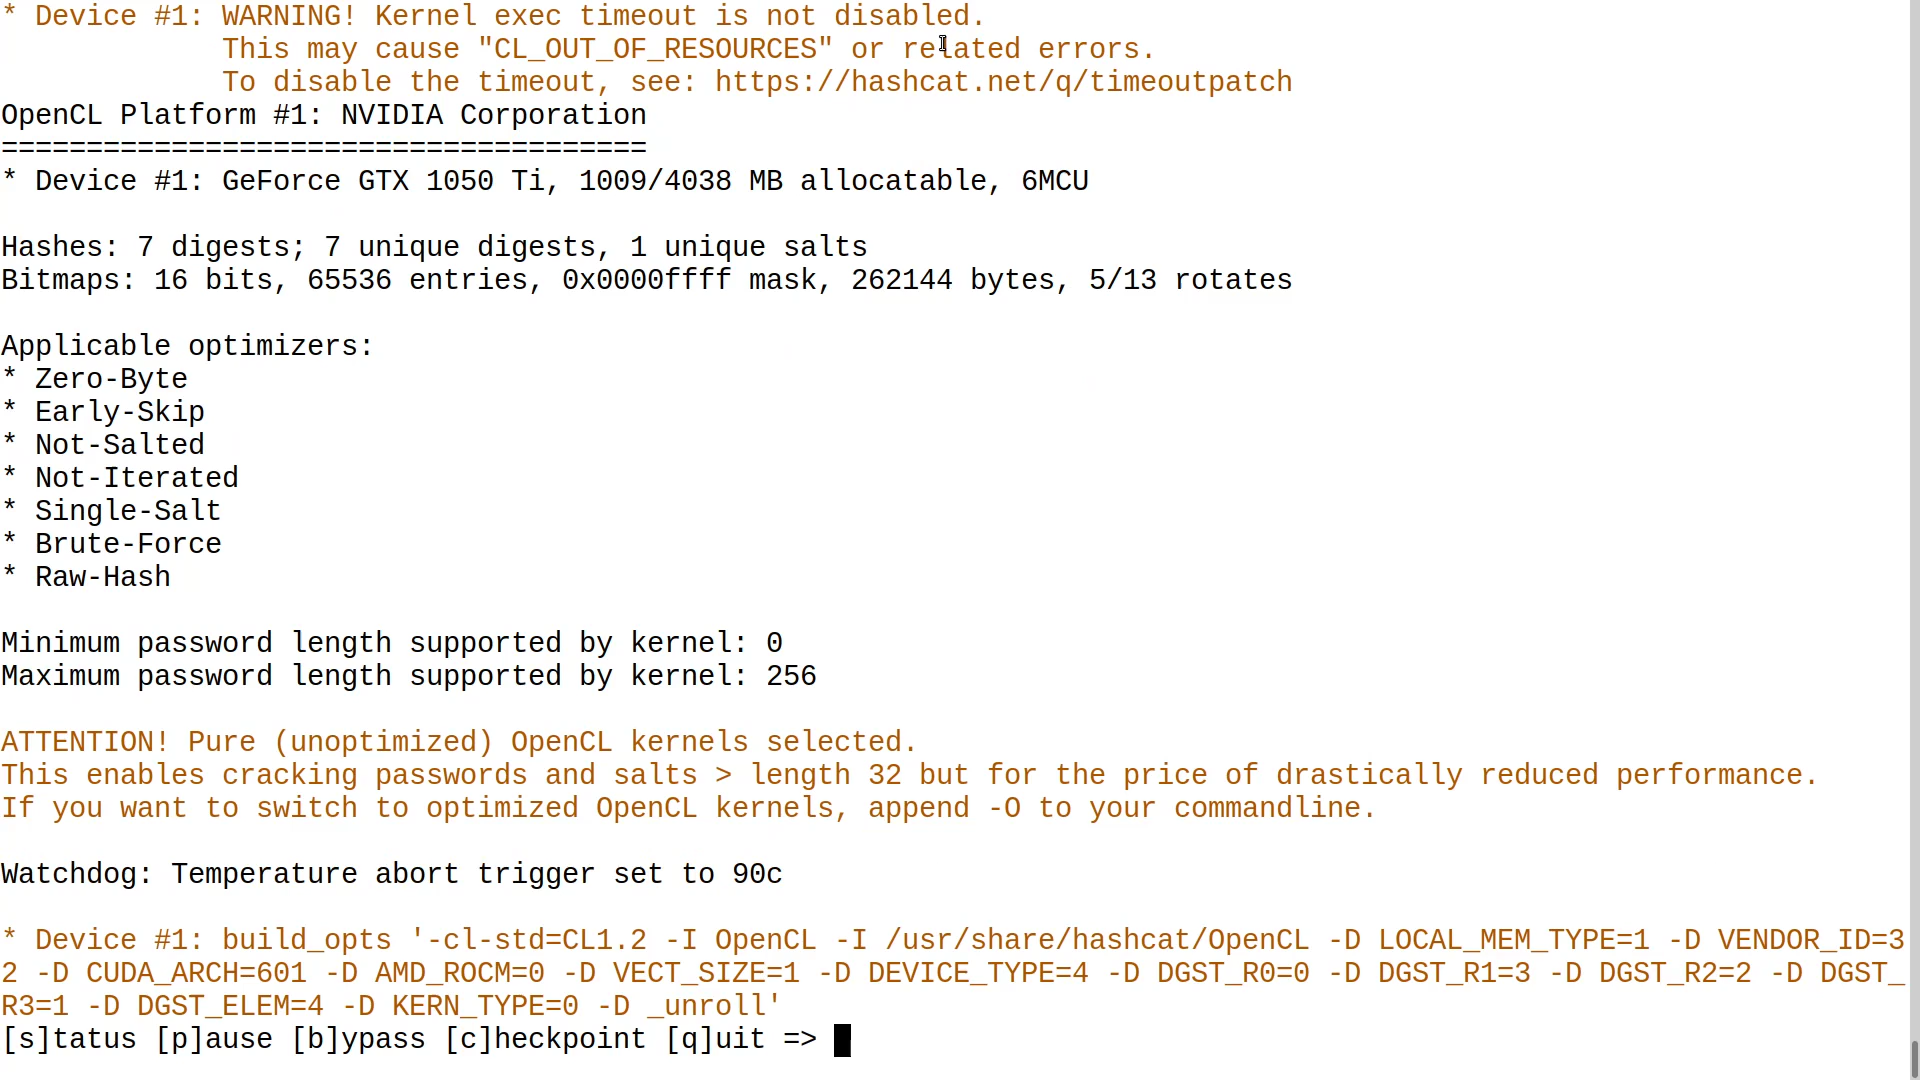 * Device #1: WARNING! Kernel exec timeout is not disabled.
             This may cause "CL_OUT_OF_RESOURCES" or related errors.
             To disable the timeout, see: https://hashcat.net/q/timeoutpatch
OpenCL Platform #1: NVIDIA Corporation
======================================
* Device #1: GeForce GTX 1050 Ti, 1009/4038 MB allocatable, 6MCU

Hashes: 7 digests; 7 unique digests, 1 unique salts
Bitmaps: 16 bits, 65536 entries, 0x0000ffff mask, 262144 bytes, 5/13 rotates

Applicable optimizers:
* Zero-Byte
* Early-Skip
* Not-Salted
* Not-Iterated
* Single-Salt
* Brute-Force
* Raw-Hash

Minimum password length supported by kernel: 0
Maximum password length supported by kernel: 256

ATTENTION! Pure (unoptimized) OpenCL kernels selected.
This enables cracking passwords and salts > length 32 but for the price of drastically reduced performance.
If you want to switch to optimized OpenCL kernels, append -O to your commandline.

Watchdog: Temperature abort trigger set to 90c

* Device #1: build_opts '-cl-std=CL1.2 -I OpenCL -I /usr/share/hashcat/OpenCL -D LOCAL_MEM_TYPE=1 -D VENDOR_ID=3
2 -D CUDA_ARCH=601 -D AMD_ROCM=0 -D VECT_SIZE=1 -D DEVICE_TYPE=4 -D DGST_R0=0 -D DGST_R1=3 -D DGST_R2=2 -D DGST_
R3=1 -D DGST_ELEM=4 -D KERN_TYPE=0 -D _unroll'
[s]tatus [p]ause [b]ypass [c]heckpoint [q]uit =>